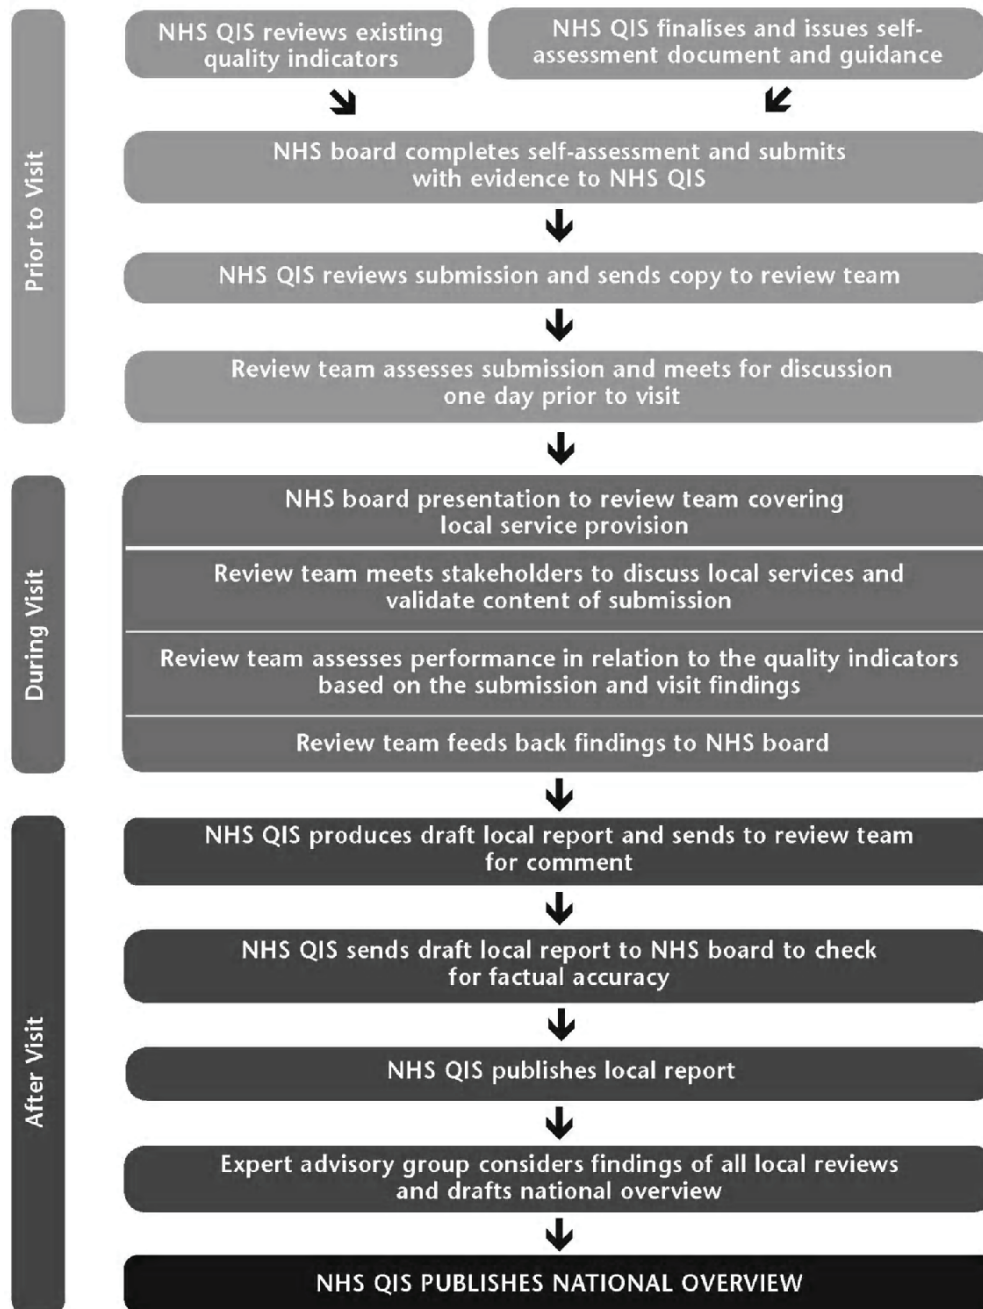 Prior to Visit
NHS QIS reviews existing
quality indicators
NHS QIS finalises and issues self-
assessment document and guidance
NHS board completes self-assessment and submits
with evidence to NHS QIS
NHS QIS reviews submission and sends copy to review team
Review team assesses submission and meets for discussion
one day prior to visit
During Visit
NHS board presentation to review team covering
local service provision
Review team meets stakeholders to discuss local services and
validate content of submission
Review team assesses performance in relation to the quality indicators
based on the submission and visit findings
Review team feeds back findings to NHS board
After Visit
NHS QIS produces draft local report and sends to review team
for comment
NHS QIS sends draft local report to NHS board to check
for factual accuracy
NHS QIS publishes local report
Expert advisory group considers findings of all local reviews
and drafts national overview
NHS QIS PUBLISHES NATIONAL OVERVIEW